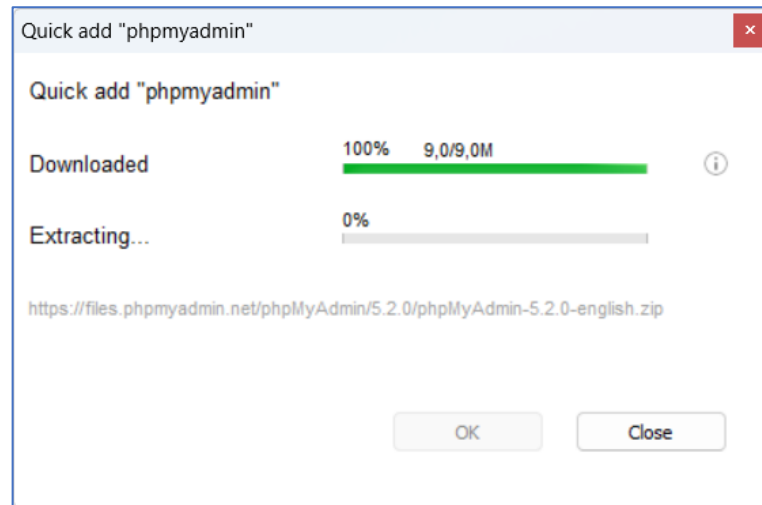 Quick add "phpmyadmin"
Quick add "phpmyadmin"
100% 9,0/9,0M
Downloaded
0%
Extracting...
https://files.phpmyadmin.net/phpMyAdmin/5.2.0/phpMyAdmin-5.2.0-english.zip
OK Close